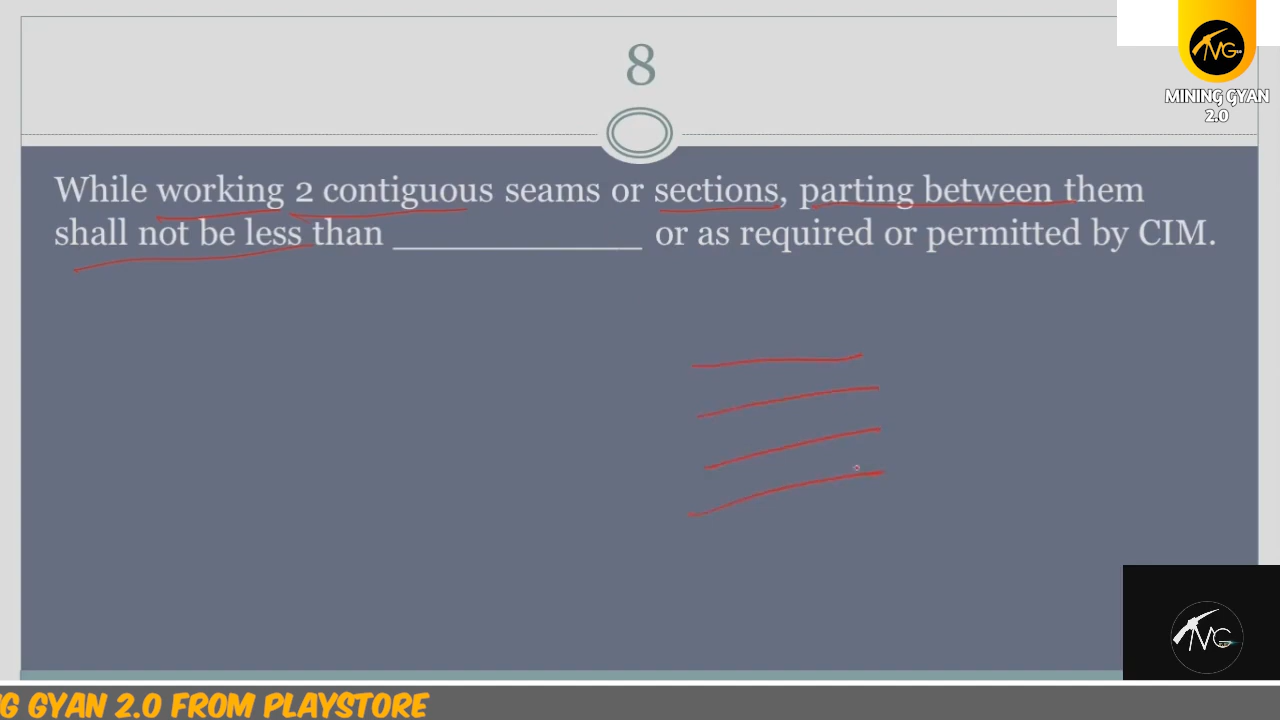 8
MINING GYAN
2.0
While working 2 contiguous seams or sections, parting between them
shall not be less than ______________ or as required or permitted by CIM.
G GYAN 2.0 FROM PLAYSTORE